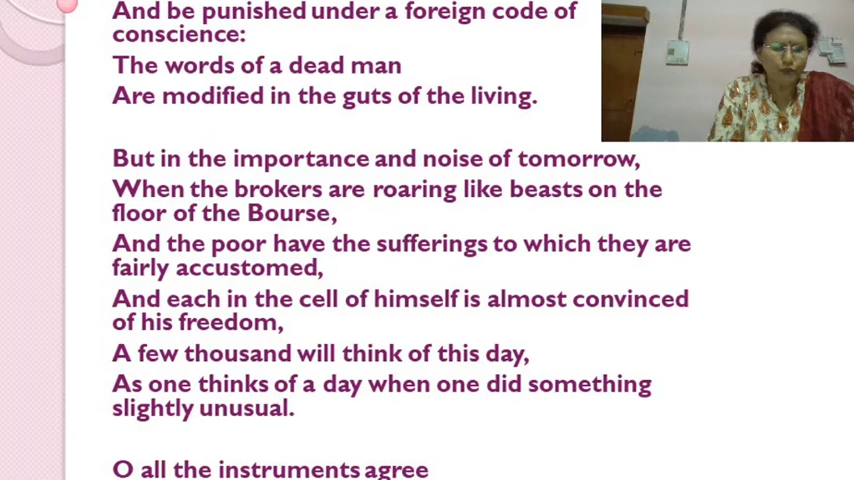 And be punished under a foreign code of
conscience:
The words of a dead man
Are modified in the guts of the living.
But in the importance and noise of tomorrow,
When the brokers are roaring like beasts on the
floor of the Bourse,
And the poor have the sufferings to which they are
fairly accustomed,
And each in the cell of himself is almost convinced
of his freedom,
A few thousand will think of this day,
As one thinks of a day when one did something
slightly unusual.
O all the instruments agree